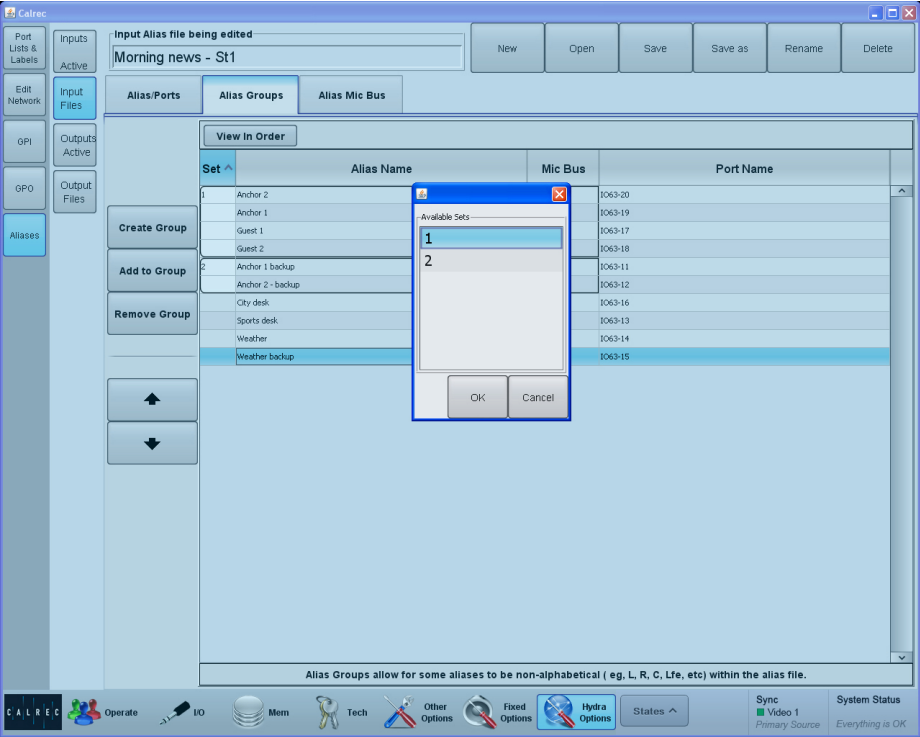 Calrec
Port Lists & Labels
Edit Network
GPI
GPO
Aliases
Inputs Active
Input Files
Outputs Active
Output Files
Input Alias file being edited
Morning news - St1
New
Open
Save
Save as
Rename
Delete
Alias/Ports
Alias Groups
Alias Mic Bus
View In Order
Create Group
Add to Group
Remove Group
Set Alias Name Mic Bus Port Name
1 Anchor 2 IO63-20
Anchor 1 IO63-19
Guest 1 IO63-17
Guest 2 IO63-18
2 Anchor 1 backup IO63-11
Anchor 2 - backup IO63-12
City desk IO63-16
Sports desk IO63-13
Weather IO63-14
Weather backup IO63-15
Available Sets
1
2
OK
Cancel
Alias Groups allow for some aliases to be non-alphabetical ( eg, L, R, C, Lfe, etc) within the alias file.
CALREC
Operate
I/O
Mem
Tech
Other Options
Fixed Options
Hydra Options
States
Sync
Video 1
Primary Source
System Status
Everything is OK